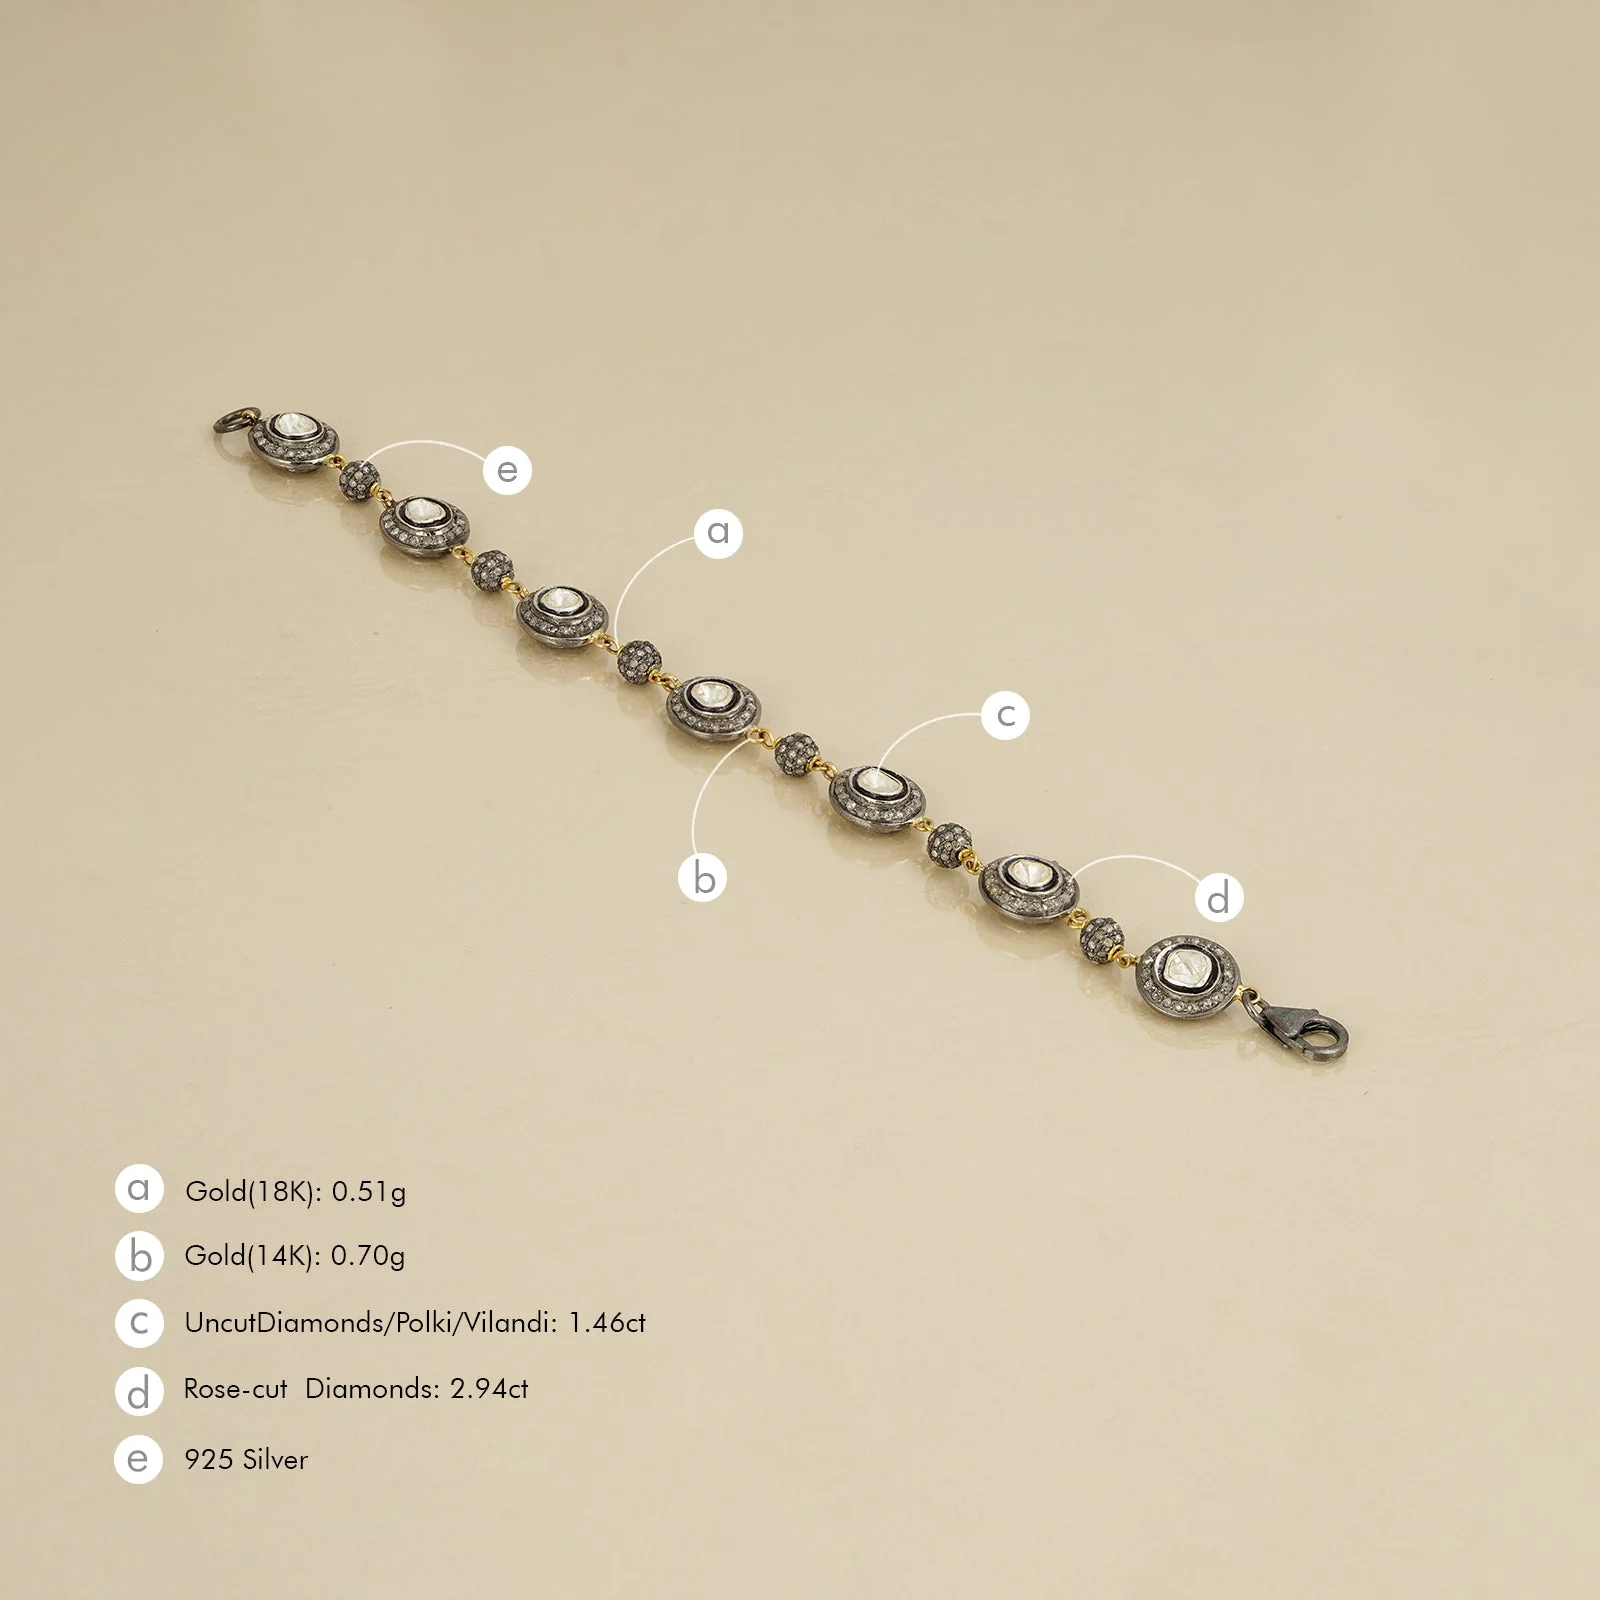 e
a
c
b
d
a Gold(18K): 0.51g
b Gold(14K): 0.70g
c UncutDiamonds/Polki/Vilandi: 1.46ct
d Rose-cut Diamonds: 2.94ct
e 925 Silver